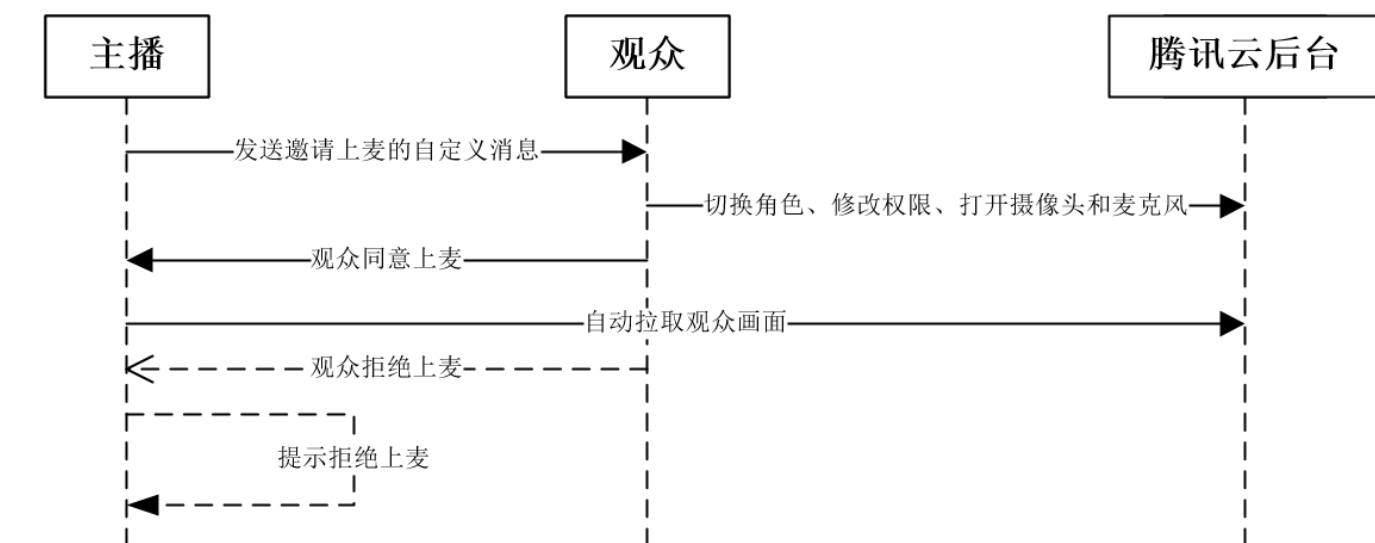 主播
观众
腾讯云后台
发送邀请上麦的自定义消息
切换角色、修改权限、打开摄像头和麦克风
观众同意上麦
自动拉取观众画面
观众拒绝上麦
提示拒绝上麦